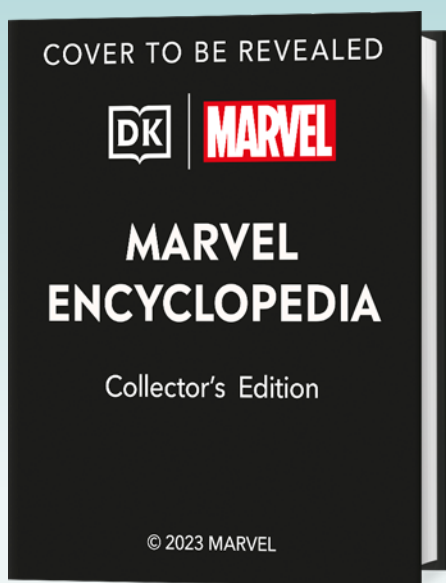 COVER TO BE REVEALED
DK MARVEL
MARVEL
ENCYCLOPEDIA
Collector's Edition
© 2023 MARVEL